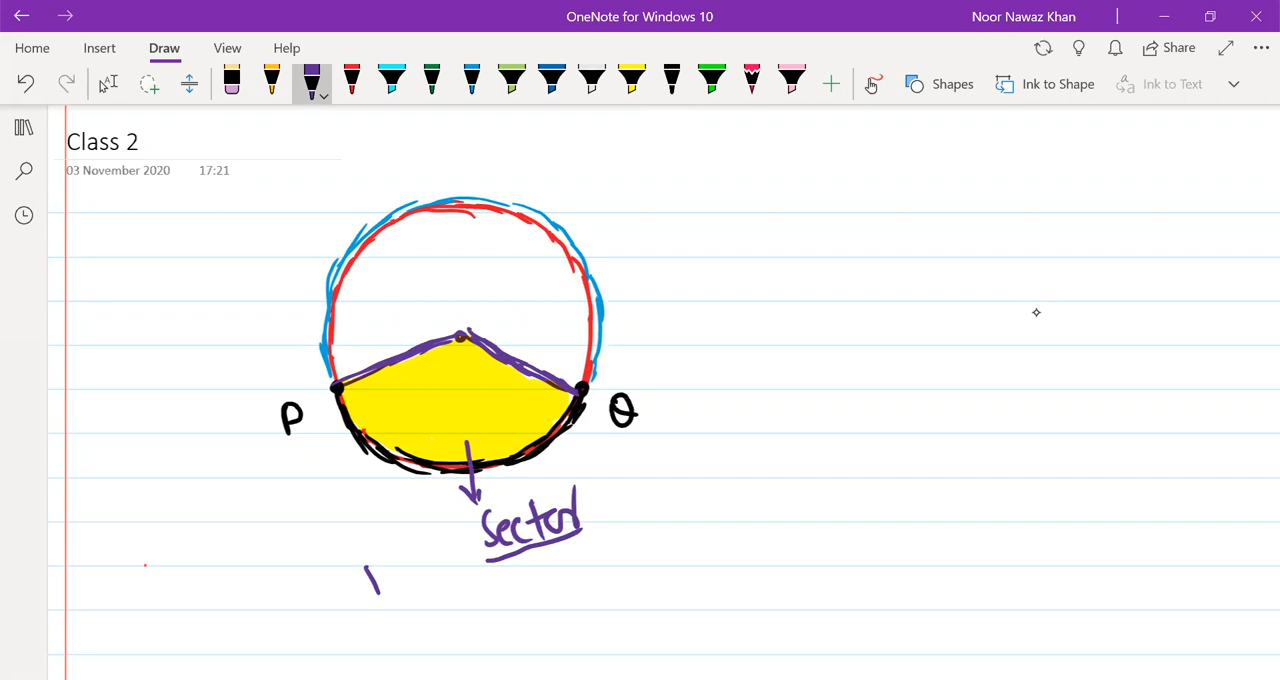 OneNote for Windows 10
Noor Nawaz Khan
Home Insert Draw View Help
Share
Shapes Ink to Shape Ink to Text
Class 2
03 November 2020 17:21
P
Q
Sector